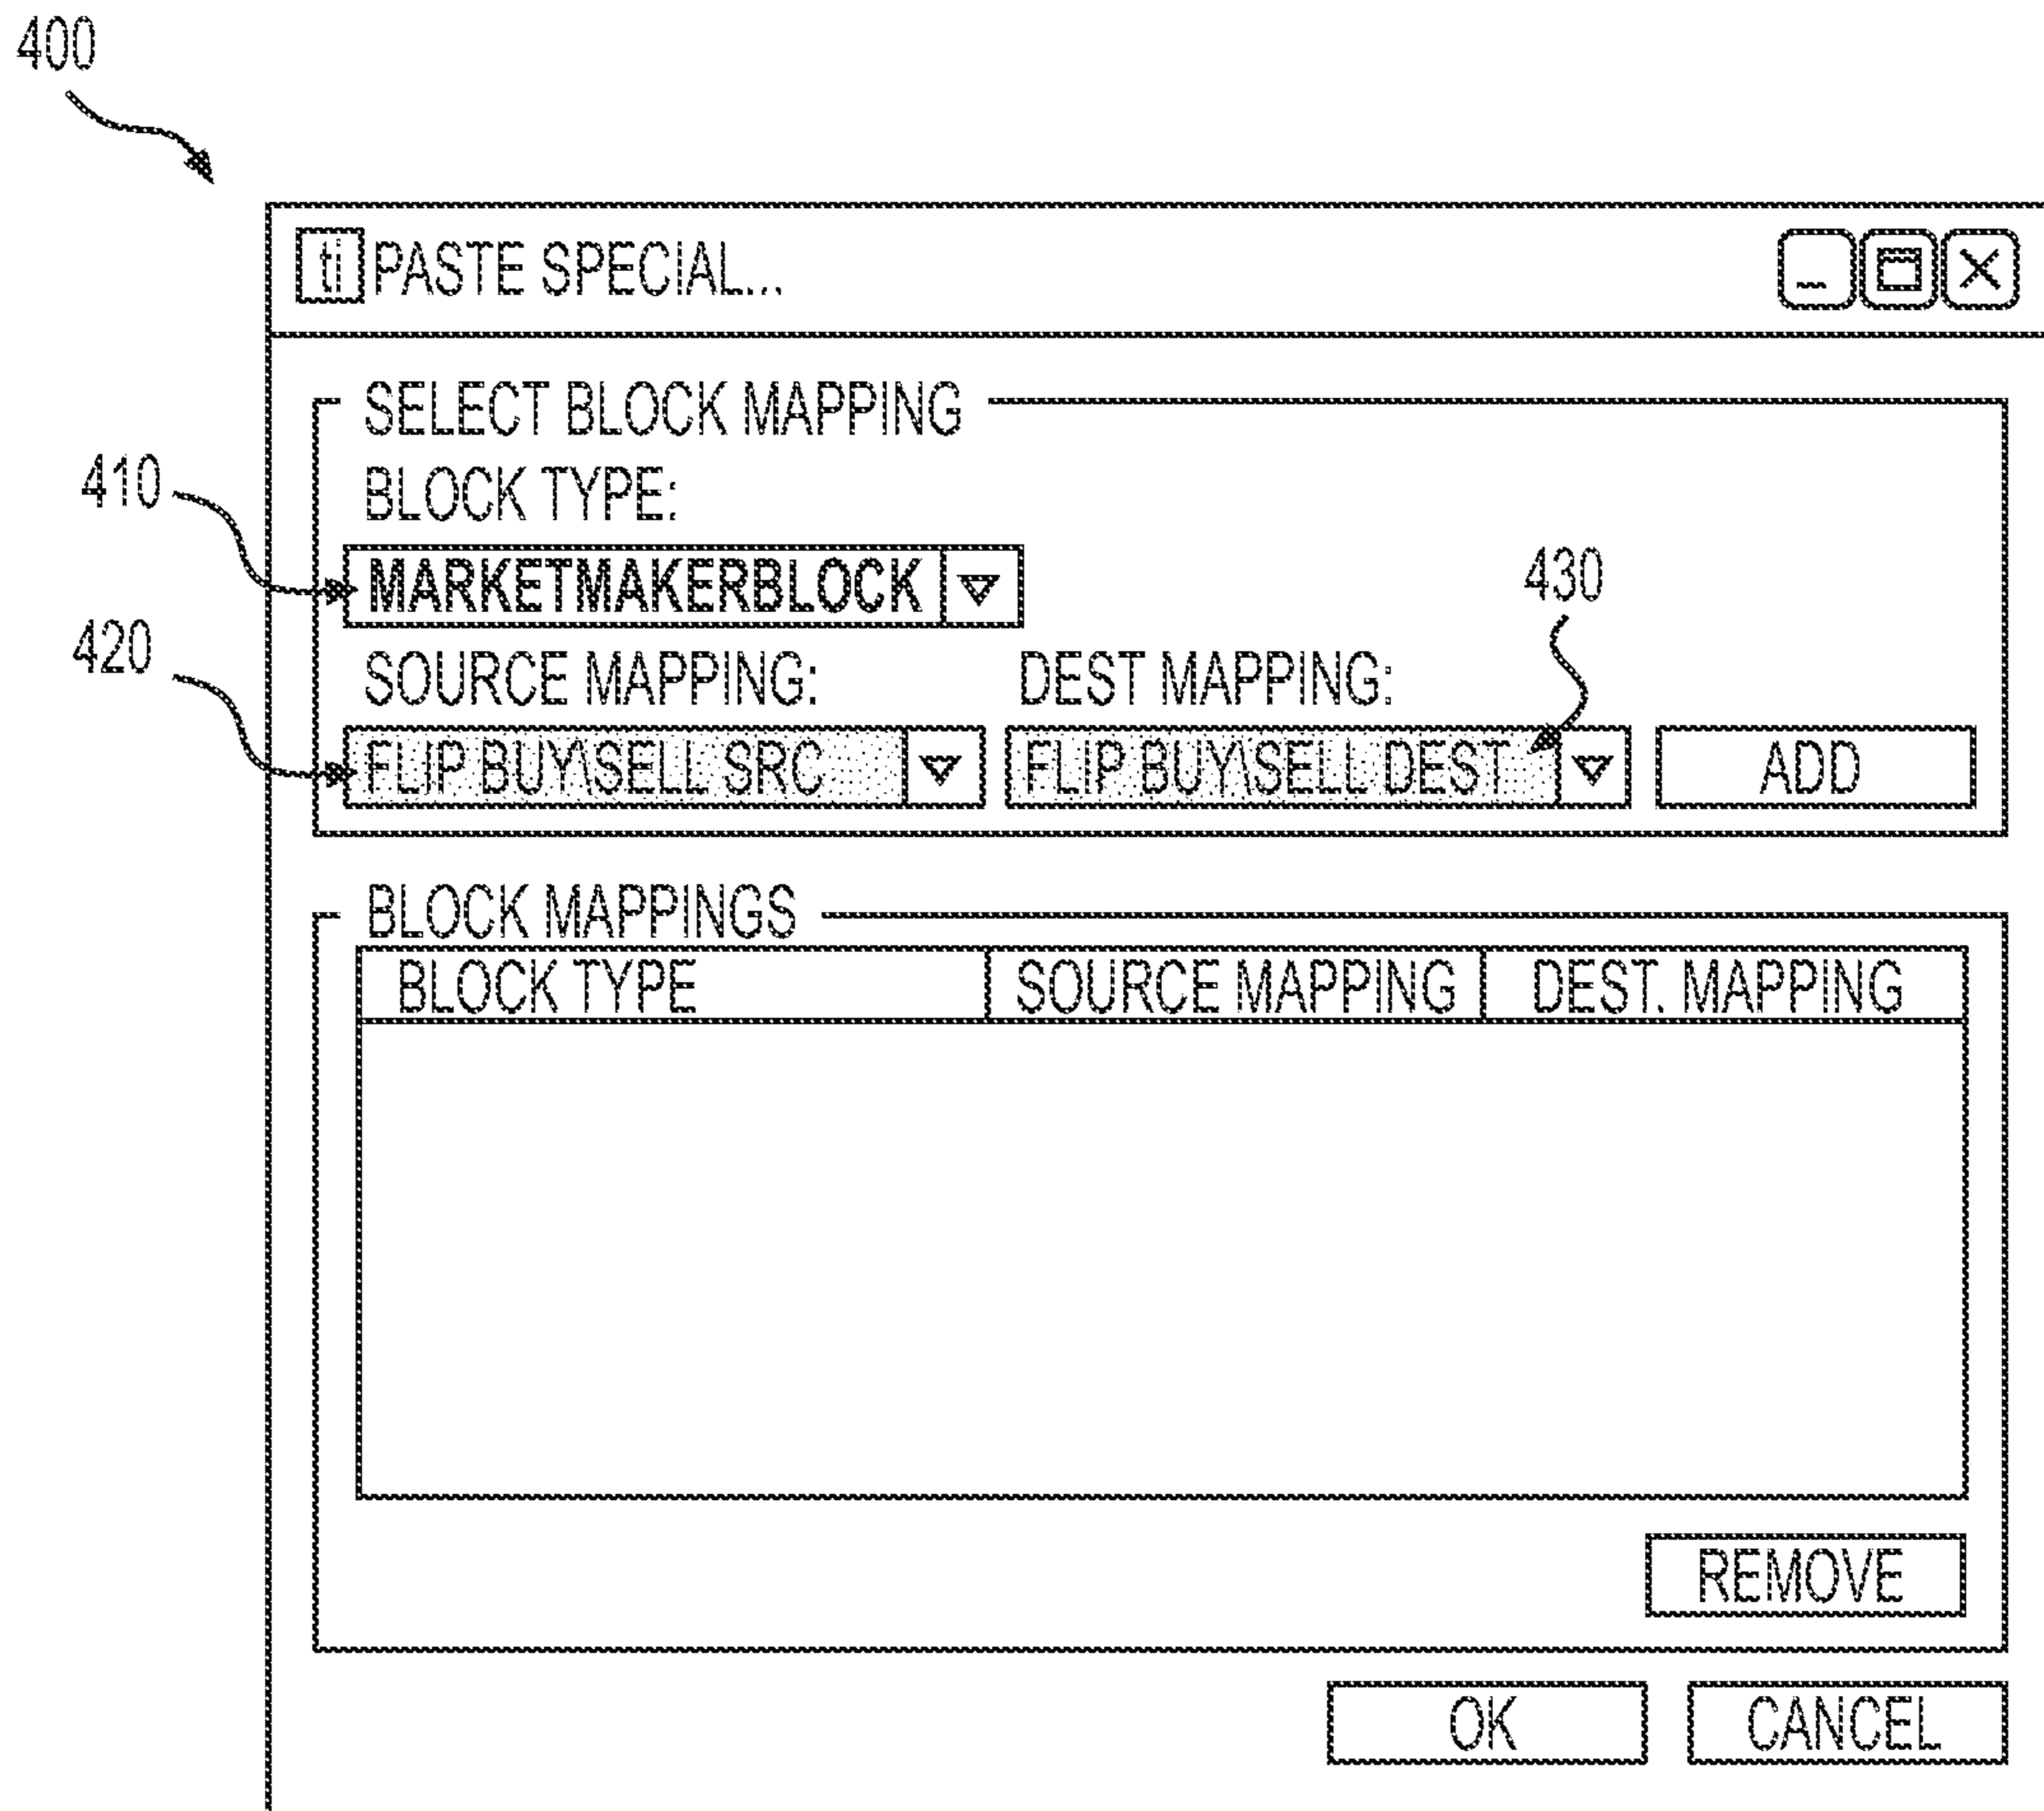 400
ti PASTE SPECIAL...
SELECT BLOCK MAPPING
410
BLOCK TYPE:
MARKETMAKERBLOCK
430
420
SOURCE MAPPING: DEST MAPPING:
FLIP BUY\SELL SRC FLIP BUY\SELL DEST ADD
BLOCK MAPPINGS
BLOCK TYPE SOURCE MAPPING DEST. MAPPING
REMOVE
OK CANCEL